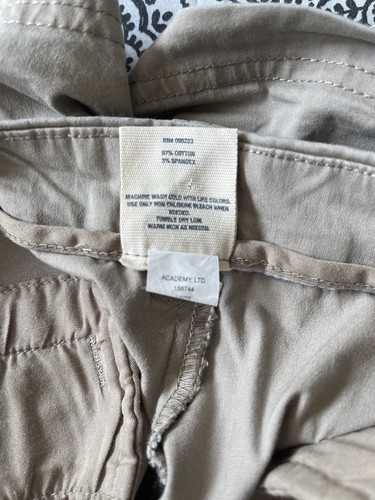 RN# 098223
97% COTTON
3% SPANDEX
MACHINE WASH COLD WITH LIKE COLORS.
USE ONLY NON CHLORINE BLEACH WHEN
NEEDED.
TUMBLE DRY LOW.
WARM IRON AS NEEDED.
ACADEMY, LTD.
158744